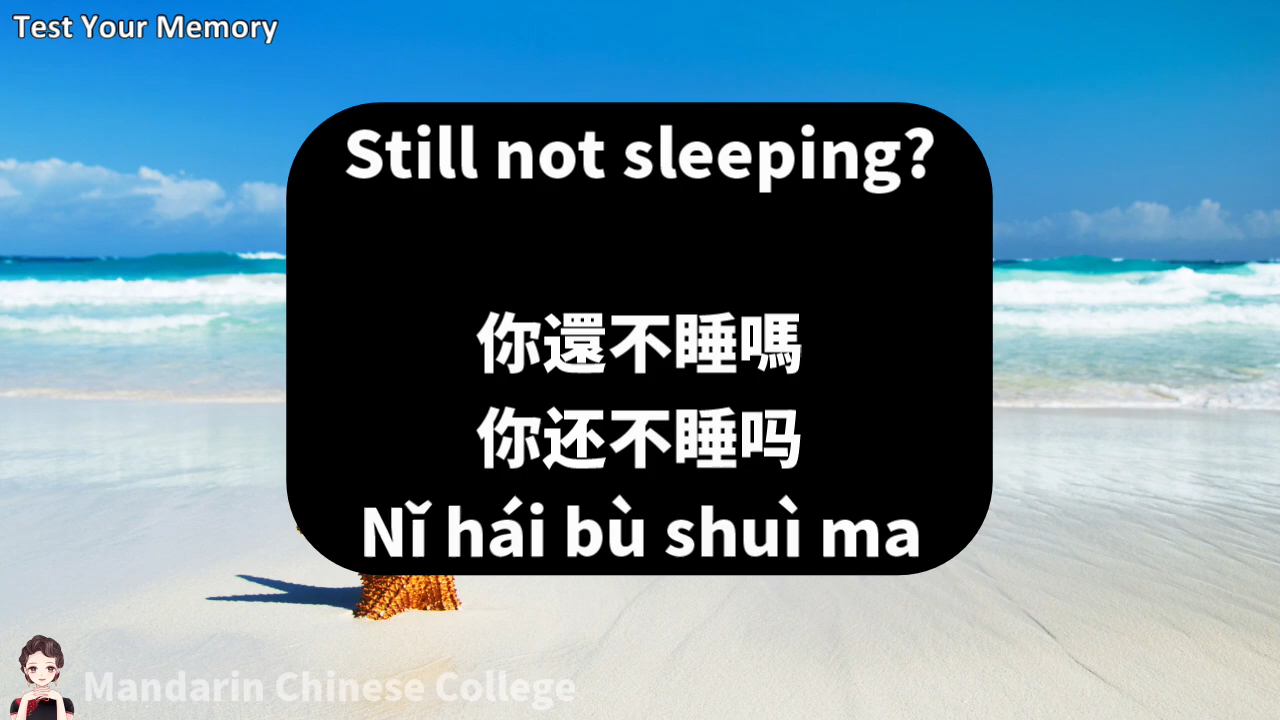 Test Your Memory
Still not sleeping?
你還不睡嗎
你还不睡吗
Nǐ hái bù shuì ma
Mandarin Chinese College